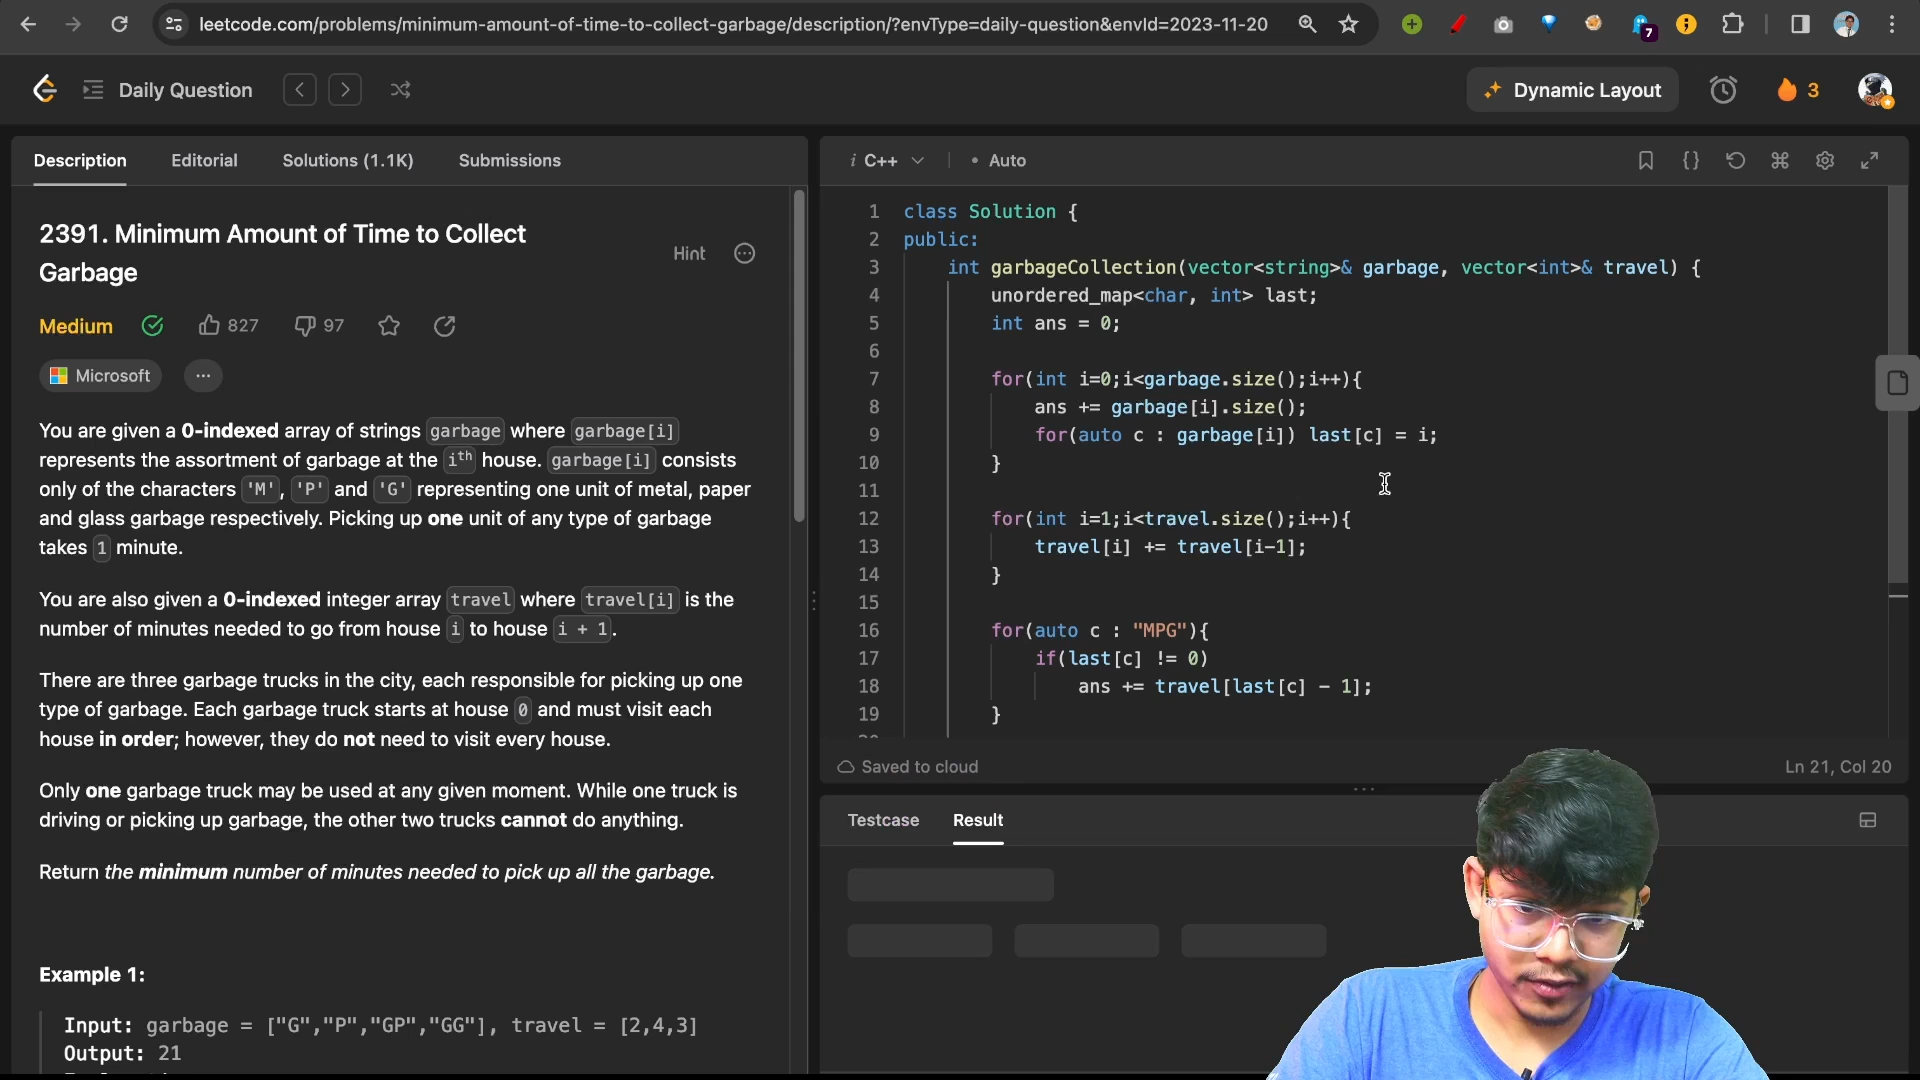 leetcode.com/problems/minimum-amount-of-time-to-collect-garbage/description/?envType=daily-question&envId=2023-11-20
7
Daily Question
Dynamic Layout
3
Description
Editorial
Solutions (1.1K)
Submissions
2391. Minimum Amount of Time to Collect
Garbage
Hint
Medium
827
97
Microsoft
You are given a 0-indexed array of strings garbage where garbage[i]
represents the assortment of garbage at the ith house. garbage[i] consists
only of the characters 'M', 'P' and 'G' representing one unit of metal, paper
and glass garbage respectively. Picking up one unit of any type of garbage
takes 1 minute.
You are also given a 0-indexed integer array travel where travel[i] is the
number of minutes needed to go from house i to house i + 1.
There are three garbage trucks in the city, each responsible for picking up one
type of garbage. Each garbage truck starts at house 0 and must visit each
house in order; however, they do not need to visit every house.
Only one garbage truck may be used at any given moment. While one truck is
driving or picking up garbage, the other two trucks cannot do anything.
Return the minimum number of minutes needed to pick up all the garbage.
Example 1:
Input: garbage = ["G","P","GP","GG"], travel = [2,4,3]
Output: 21
i C++
• Auto
1 class Solution {
2 public:
3 int garbageCollection(vector<string>& garbage, vector<int>& travel) {
4 unordered_map<char, int> last;
5 int ans = 0;
6
7 for(int i=0;i<garbage.size();i++){
8 ans += garbage[i].size();
9 for(auto c : garbage[i]) last[c] = i;
10 }
11
12 for(int i=1;i<travel.size();i++){
13 travel[i] += travel[i-1];
14 }
15
16 for(auto c : "MPG"){
17 if(last[c] != 0)
18 ans += travel[last[c] - 1];
19 }
Saved to cloud
Ln 21, Col 20
Testcase
Result